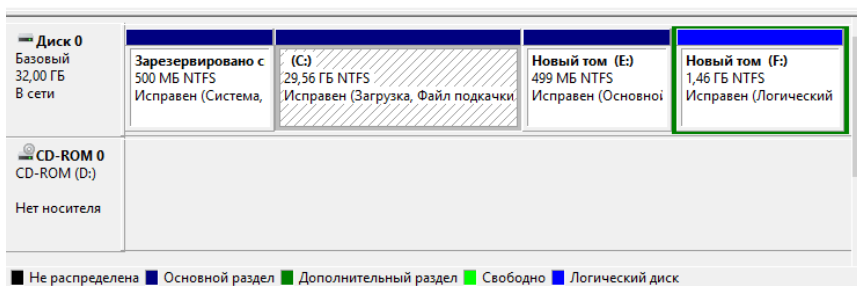 Диск 0
Базовый
32,00 ГБ
В сети
Зарезервировано с
500 МБ NTFS
Исправен (Система,
(C:)
29,56 ГБ NTFS
Исправен (Загрузка, Файл подкачки
Новый том (E:)
499 МБ NTFS
Исправен (Основной
Новый том (F:)
1,46 ГБ NTFS
Исправен (Логический
CD-ROM 0
CD-ROM (D:)
Нет носителя
Не распределена Основной раздел Дополнительный раздел Свободно Логический диск